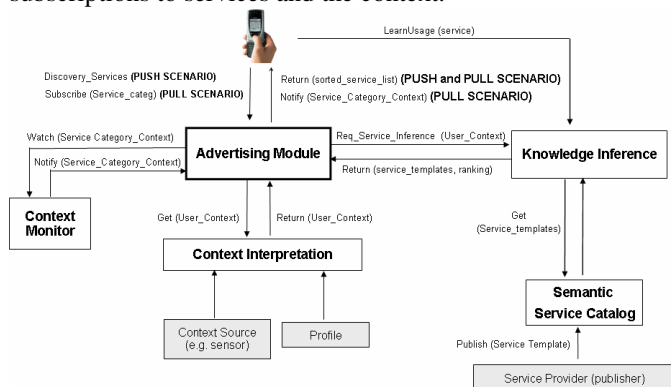 subscriptions to services and the context.
LearnUsage (service)
Discovery_Services (PUSH SCENARIO)
Subscribe (Service_categ) (PULL SCENARIO)
Return (sorted_service_list) (PUSH and PULL SCENARIO)
Notify (Service_Category_Context) (PULL SCENARIO)
Watch (Service Category_Context)
Notify (Service_Category_Context)
Advertising Module
Req_Service_Inference (User_Context)
Return (service_templates, ranking)
Knowledge Inference
Context
Monitor
Get (User_Context)
Return (User_Context)
Get
(Service_templates)
Context Interpretation
Semantic
Service Catalog
Context Source
(e.g. sensor)
Profile
Publish (Service Template)
Service Provider (publisher)